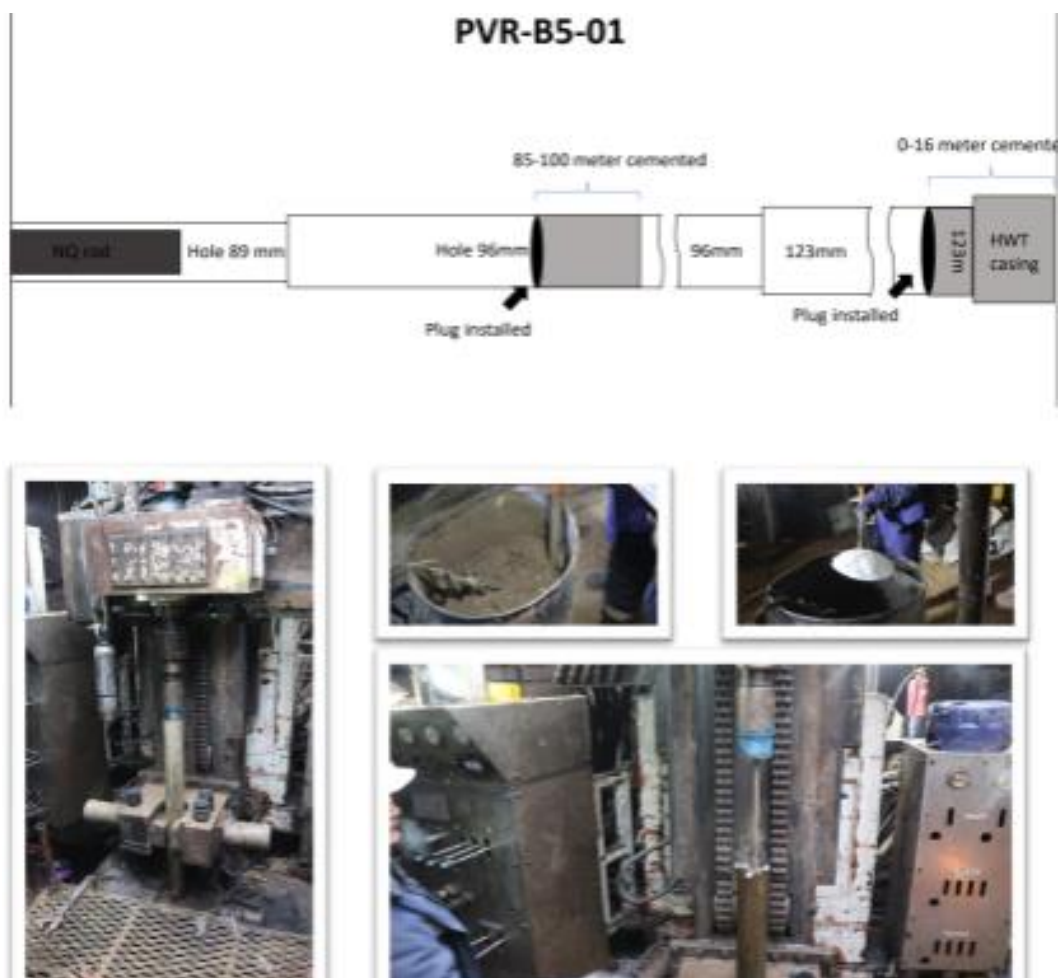 PVR-B5-01
85-100 meter cemented
0-16 meter cemente
NQ rod
Hole 89 mm
Hole 96mm
96mm
123mm
123m
HWT
casing
Plug installed
Plug installed